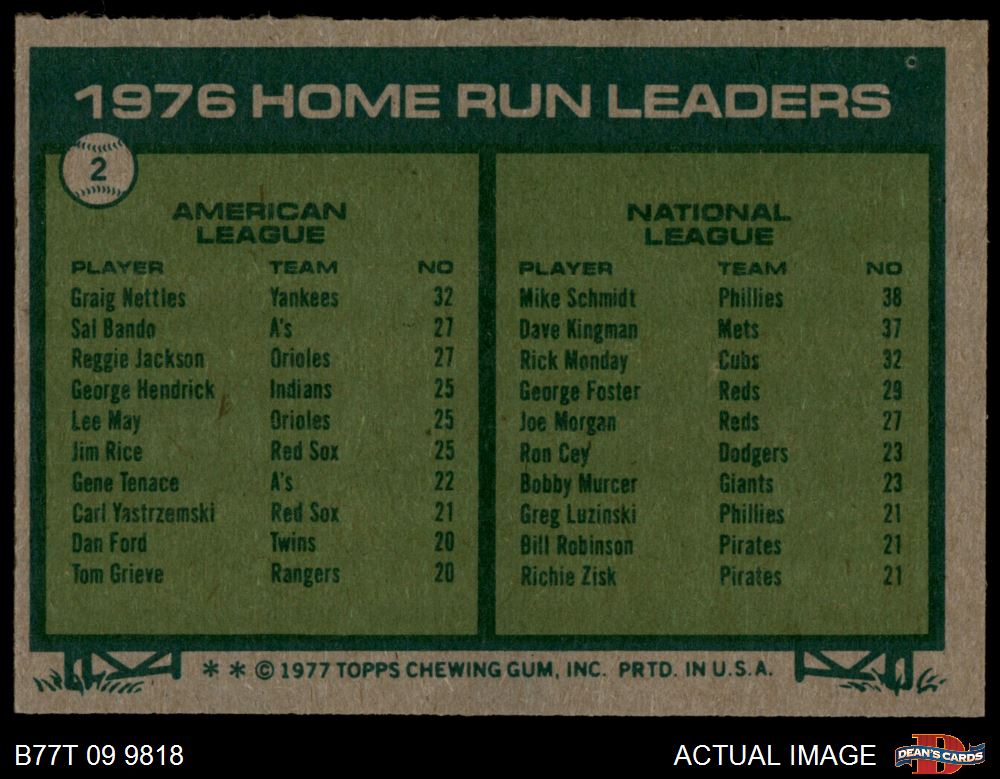 1976 HOME RUN LEADERS
2
AMERICAN
LEAGUE
PLAYER TEAM NO
Graig Nettles Yankees 32
Sal Bando A's 27
Reggie Jackson Orioles 27
George Hendrick Indians 25
Lee May Orioles 25
Jim Rice Red Sox 25
Gene Tenace A's 22
Carl Yastrzemski Red Sox 21
Dan Ford Twins 20
Tom Grieve Rangers 20
NATIONAL
LEAGUE
PLAYER TEAM NO
Mike Schmidt Phillies 38
Dave Kingman Mets 37
Rick Monday Cubs 32
George Foster Reds 29
Joe Morgan Reds 27
Ron Cey Dodgers 23
Bobby Murcer Giants 23
Greg Luzinski Phillies 21
Bill Robinson Pirates 21
Richie Zisk Pirates 21
* * © 1977 TOPPS CHEWING GUM, INC. PRTD. IN U.S.A.
B77T 09 9818
ACTUAL IMAGE
D
DEAN'S CARDS